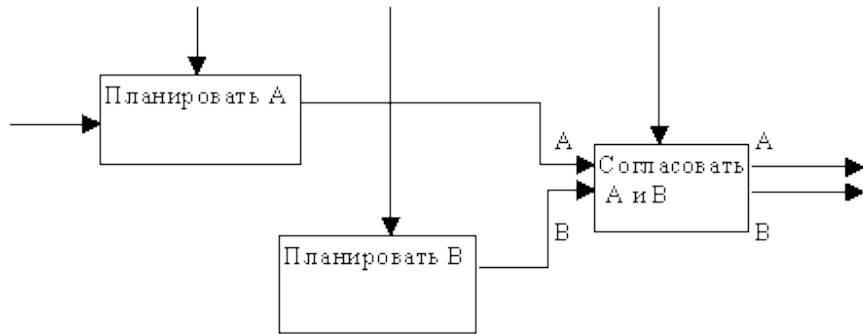 Планировать А
А
А
Согласовать
А и В
Планировать В
В
В